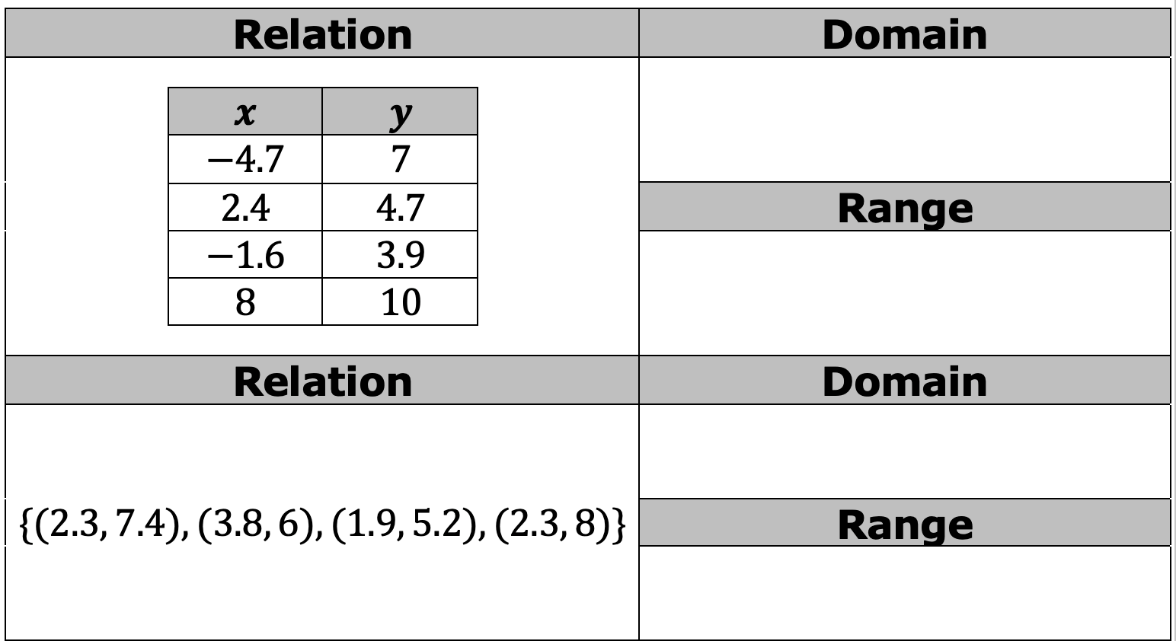 Relation Domain
x y
−4.7 7
2.4 4.7
Range
−1.6 3.9
8 10
Relation Domain
{(2.3, 7.4), (3.8, 6), (1.9, 5.2), (2.3, 8)}
Range